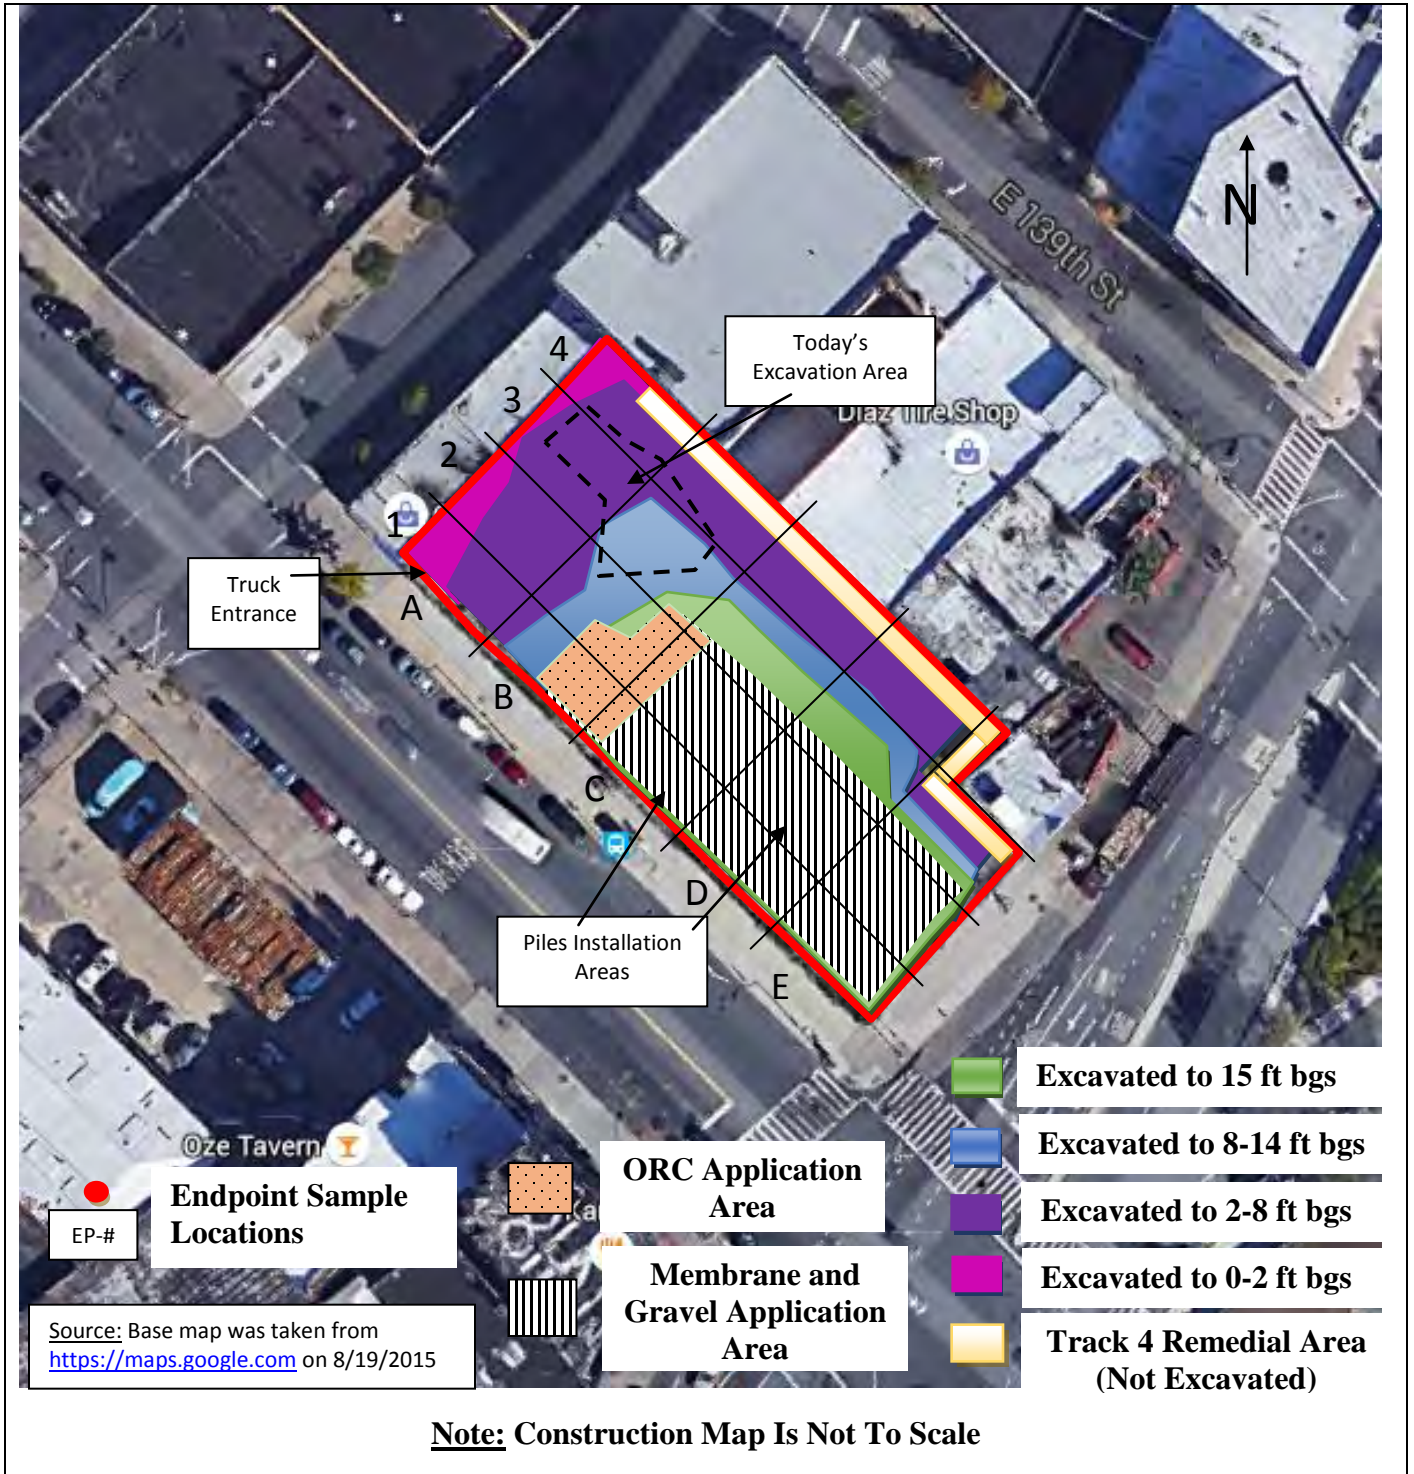 E 139th St
N
Today's
Excavation Area
4
3
2
1
Diaz Tire Shop
Truck
Entrance
A
B
C
D
E
Piles Installation
Areas
Oze Tavern
Ka
EP-#
Endpoint Sample
Locations
ORC Application
Area
Membrane and
Gravel Application
Area
Excavated to 15 ft bgs
Excavated to 8-14 ft bgs
Excavated to 2-8 ft bgs
Excavated to 0-2 ft bgs
Track 4 Remedial Area
(Not Excavated)
Source: Base map was taken from
https://maps.google.com on 8/19/2015
Note: Construction Map Is Not To Scale